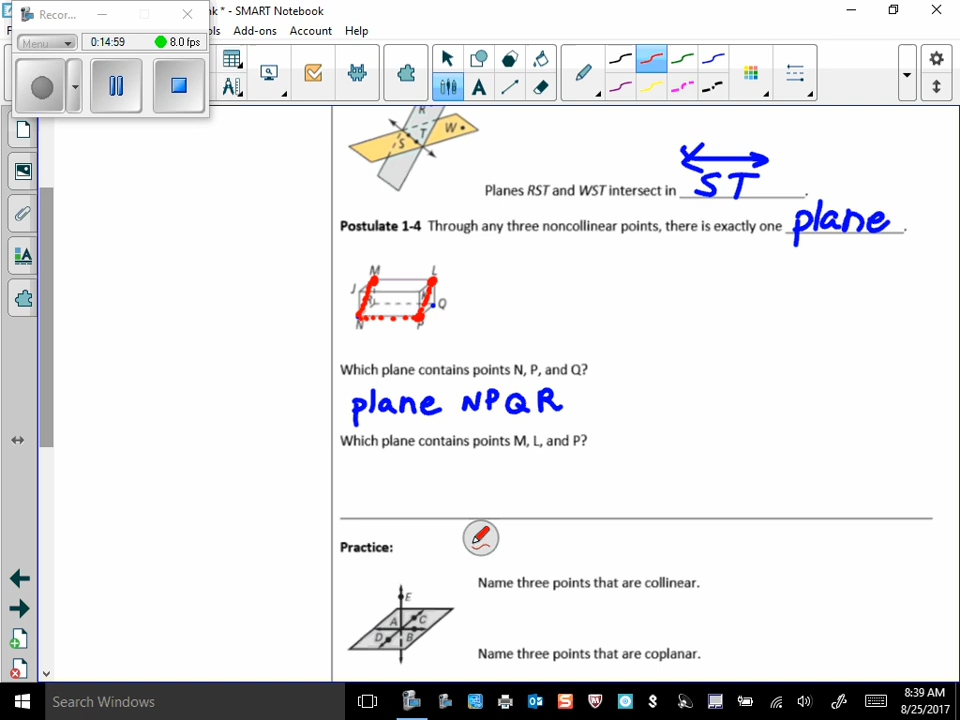 Recor...
nk * - SMART Notebook
ols Add-ons Account Help
Menu 0:14:59 8.0 fps
R
W
T
S
Planes RST and WST intersect in ST.
Postulate 1-4 Through any three noncollinear points, there is exactly one plane.
M L
J
Q
N P
Which plane contains points N, P, and Q?
plane NPQR
Which plane contains points M, L, and P?
Practice:
E
Name three points that are collinear.
A C
D B
Name three points that are coplanar.
Search Windows
8:39 AM
8/25/2017